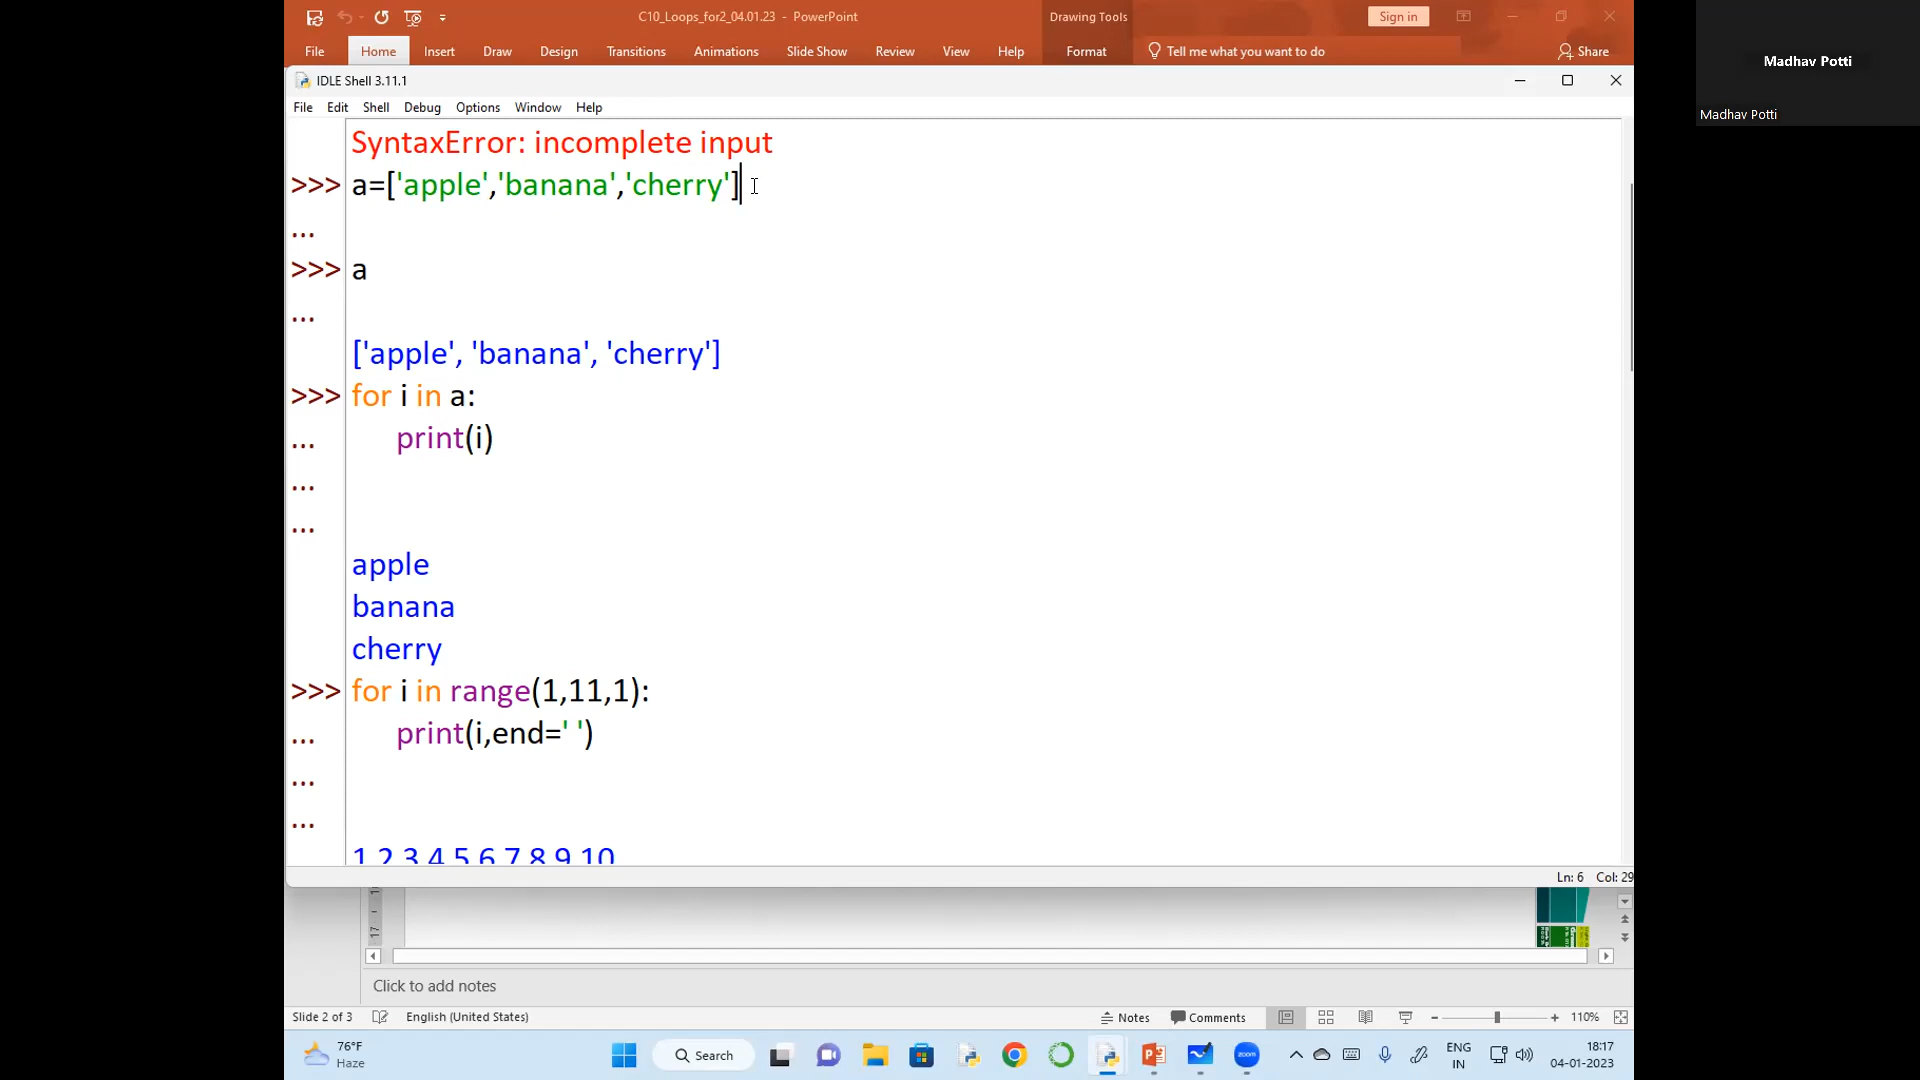 C10_Loops_for2_04.01.23 - PowerPoint
Drawing Tools
Sign in
File Home Insert Draw Design Transitions Animations Slide Show Review View Help Format Tell me what you want to do Share
IDLE Shell 3.11.1
File Edit Shell Debug Options Window Help
SyntaxError: incomplete input
>>> a=['apple','banana','cherry']
...
>>> a
...
['apple', 'banana', 'cherry']
>>> for i in a:
... print(i)
...
...
apple
banana
cherry
>>> for i in range(1,11,1):
... print(i,end=' ')
...
...
1 2 3 4 5 6 7 8 9 10
Ln: 6 Col: 29
Click to add notes
Slide 2 of 3 English (United States) Notes Comments 110%
76°F
Haze
Search
zoom
ENG
IN
18:17
04-01-2023
Madhav Potti
Madhav Potti